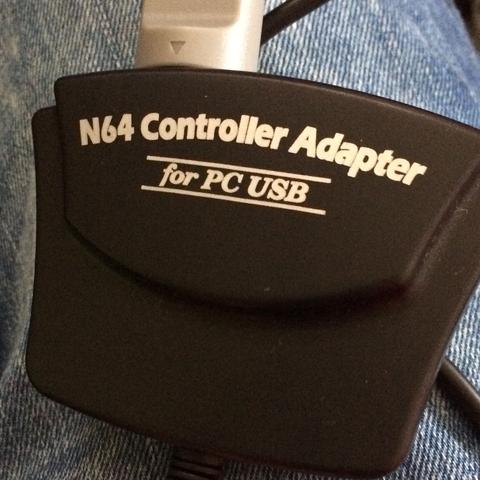 N64 Controller Adapter
for PC USB